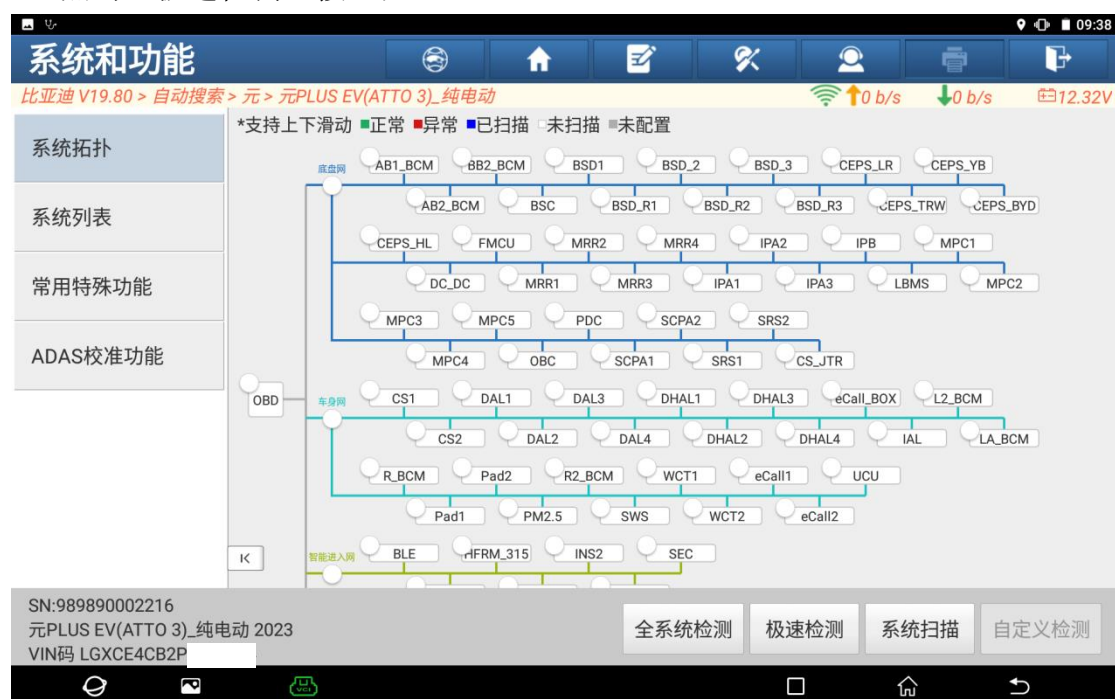 09:38
系统和功能
比亚迪 V19.80 > 自动搜索 > 元 > 元PLUS EV(ATTO 3)_纯电动
0 b/s
0 b/s
12.32V
系统拓扑
系统列表
常用特殊功能
ADAS校准功能
*支持上下滑动 正常 异常 已扫描 未扫描 未配置
OBD
底盘网
AB1_BCM BB2_BCM BSD1 BSD_2 BSD_3 CEPS_LR CEPS_YB
AB2_BCM BSC BSD_R1 BSD_R2 BSD_R3 CEPS_TRW CEPS_BYD
CEPS_HL FMCU MRR2 MRR4 IPA2 IPB MPC1
DC_DC MRR1 MRR3 IPA1 IPA3 LBMS MPC2
MPC3 MPC5 PDC SCPA2 SRS2
MPC4 OBC SCPA1 SRS1 CS_JTR
车身网
CS1 DAL1 DAL3 DHAL1 DHAL3 eCall_BOX L2_BCM
CS2 DAL2 DAL4 DHAL2 DHAL4 IAL LA_BCM
R_BCM Pad2 R2_BCM WCT1 eCall1 UCU
Pad1 PM2.5 SWS WCT2 eCall2
智能进入网
BLE HFRM_315 INS2 SEC
SN:989890002216
元PLUS EV(ATTO 3)_纯电动 2023
VIN码 LGXCE4CB2P
全系统检测
极速检测
系统扫描
自定义检测
VCI